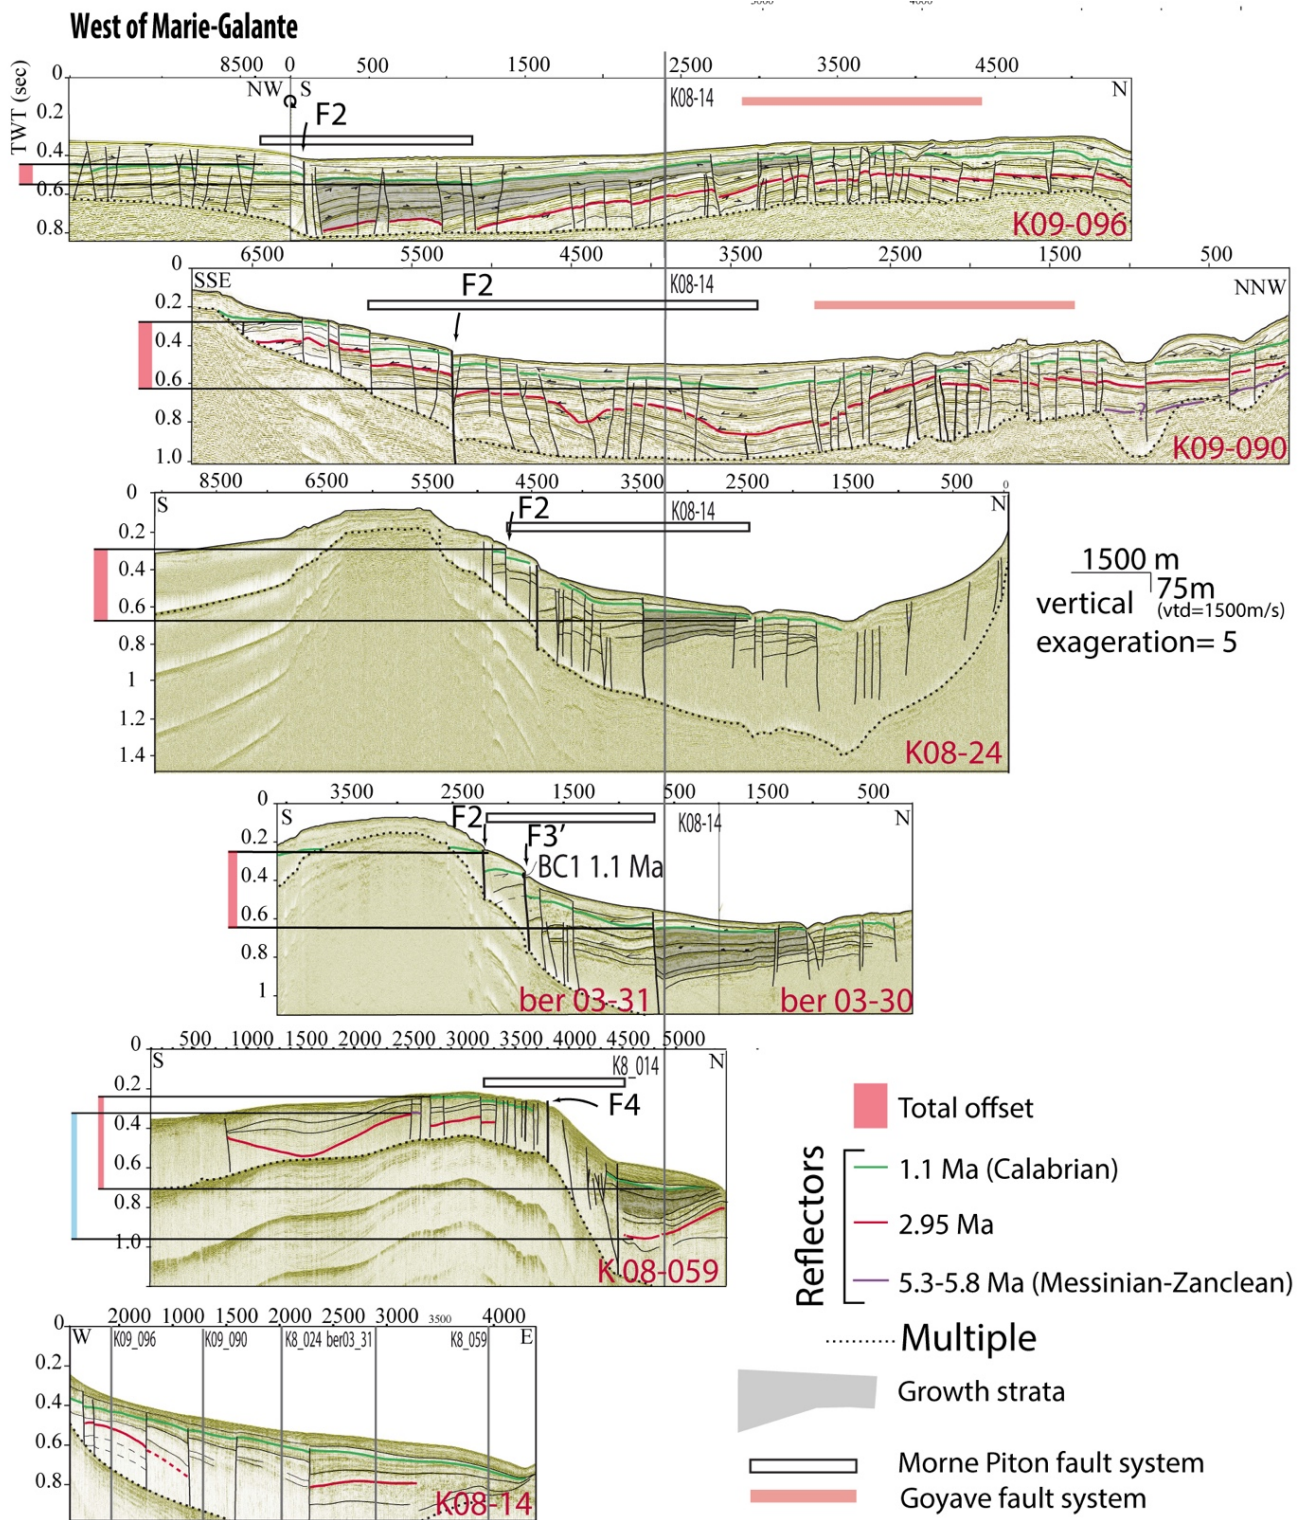 West of Marie-Galante
8500 0 500 1500 2500 3500 4500
TWT (sec)
0
NW S K08-14 N
0.2
F2
0.4
0.6
0.8
K09-096
6500 5500 4500 3500 2500 1500 500
0
SSE F2 K08-14 NNW
0.2
0.4
0.6
0.8
?
1.0
K09-090
8500 6500 5500 4500 3500 2500 1500 500 0
0
S F2 K08-14 N
0.2
0.4
0.6
0.8
1
1.2
1.4
K08-24
1500 m
75m
vertical (vtd=1500m/s)
exageration= 5
3500 2500 1500 500 1500 500
0
S F2 K08-14 N
F3’
0.2
BC1 1.1 Ma
0.4
0.6
0.8
1
ber 03-31 ber 03-30
500 1000 1500 2000 2500 3000 3500 4000 4500 5000
0
S K8_014 N
0.2
F4
0.4
0.6
0.8
1.0
K 08-059
2000 1000 1500 2000 2500 3000 3500 4000
0
W K09_096 K09_090 K8_024 ber03_31 K8_059 E
0.2
0.4
0.6
0.8
K08-14
Total offset
Reflectors
1.1 Ma (Calabrian)
2.95 Ma
5.3-5.8 Ma (Messinian-Zanclean)
Multiple
Growth strata
Morne Piton fault system
Goyave fault system